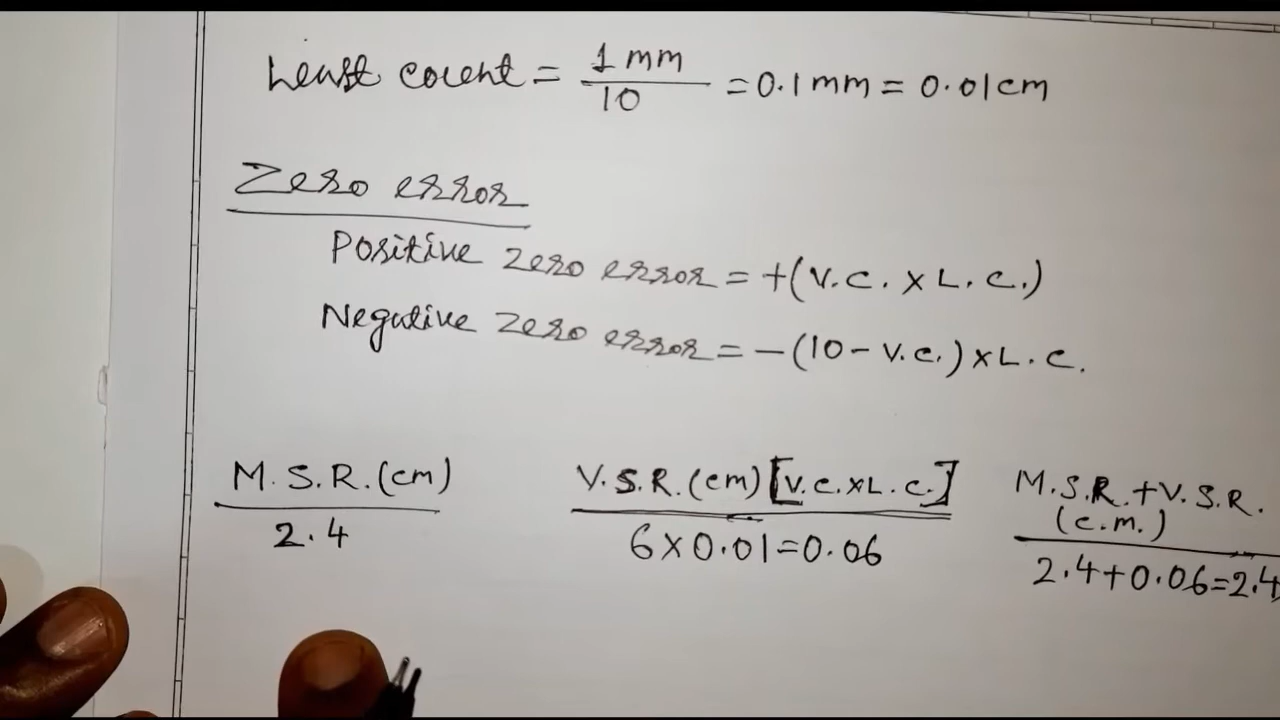 Least count = 1 mm / 10 = 0.1 mm = 0.01 cm
Zero error
Positive zero error = +(V.C. x L.C.)
Negative zero error = -(10 - V.C.) x L.C.
M.S.R. (cm) V.S.R. (cm) [V.C. x L.C.] M.S.R. + V.S.R. (c.m.)
2.4 6 x 0.01 = 0.06 2.4 + 0.06 = 2.4